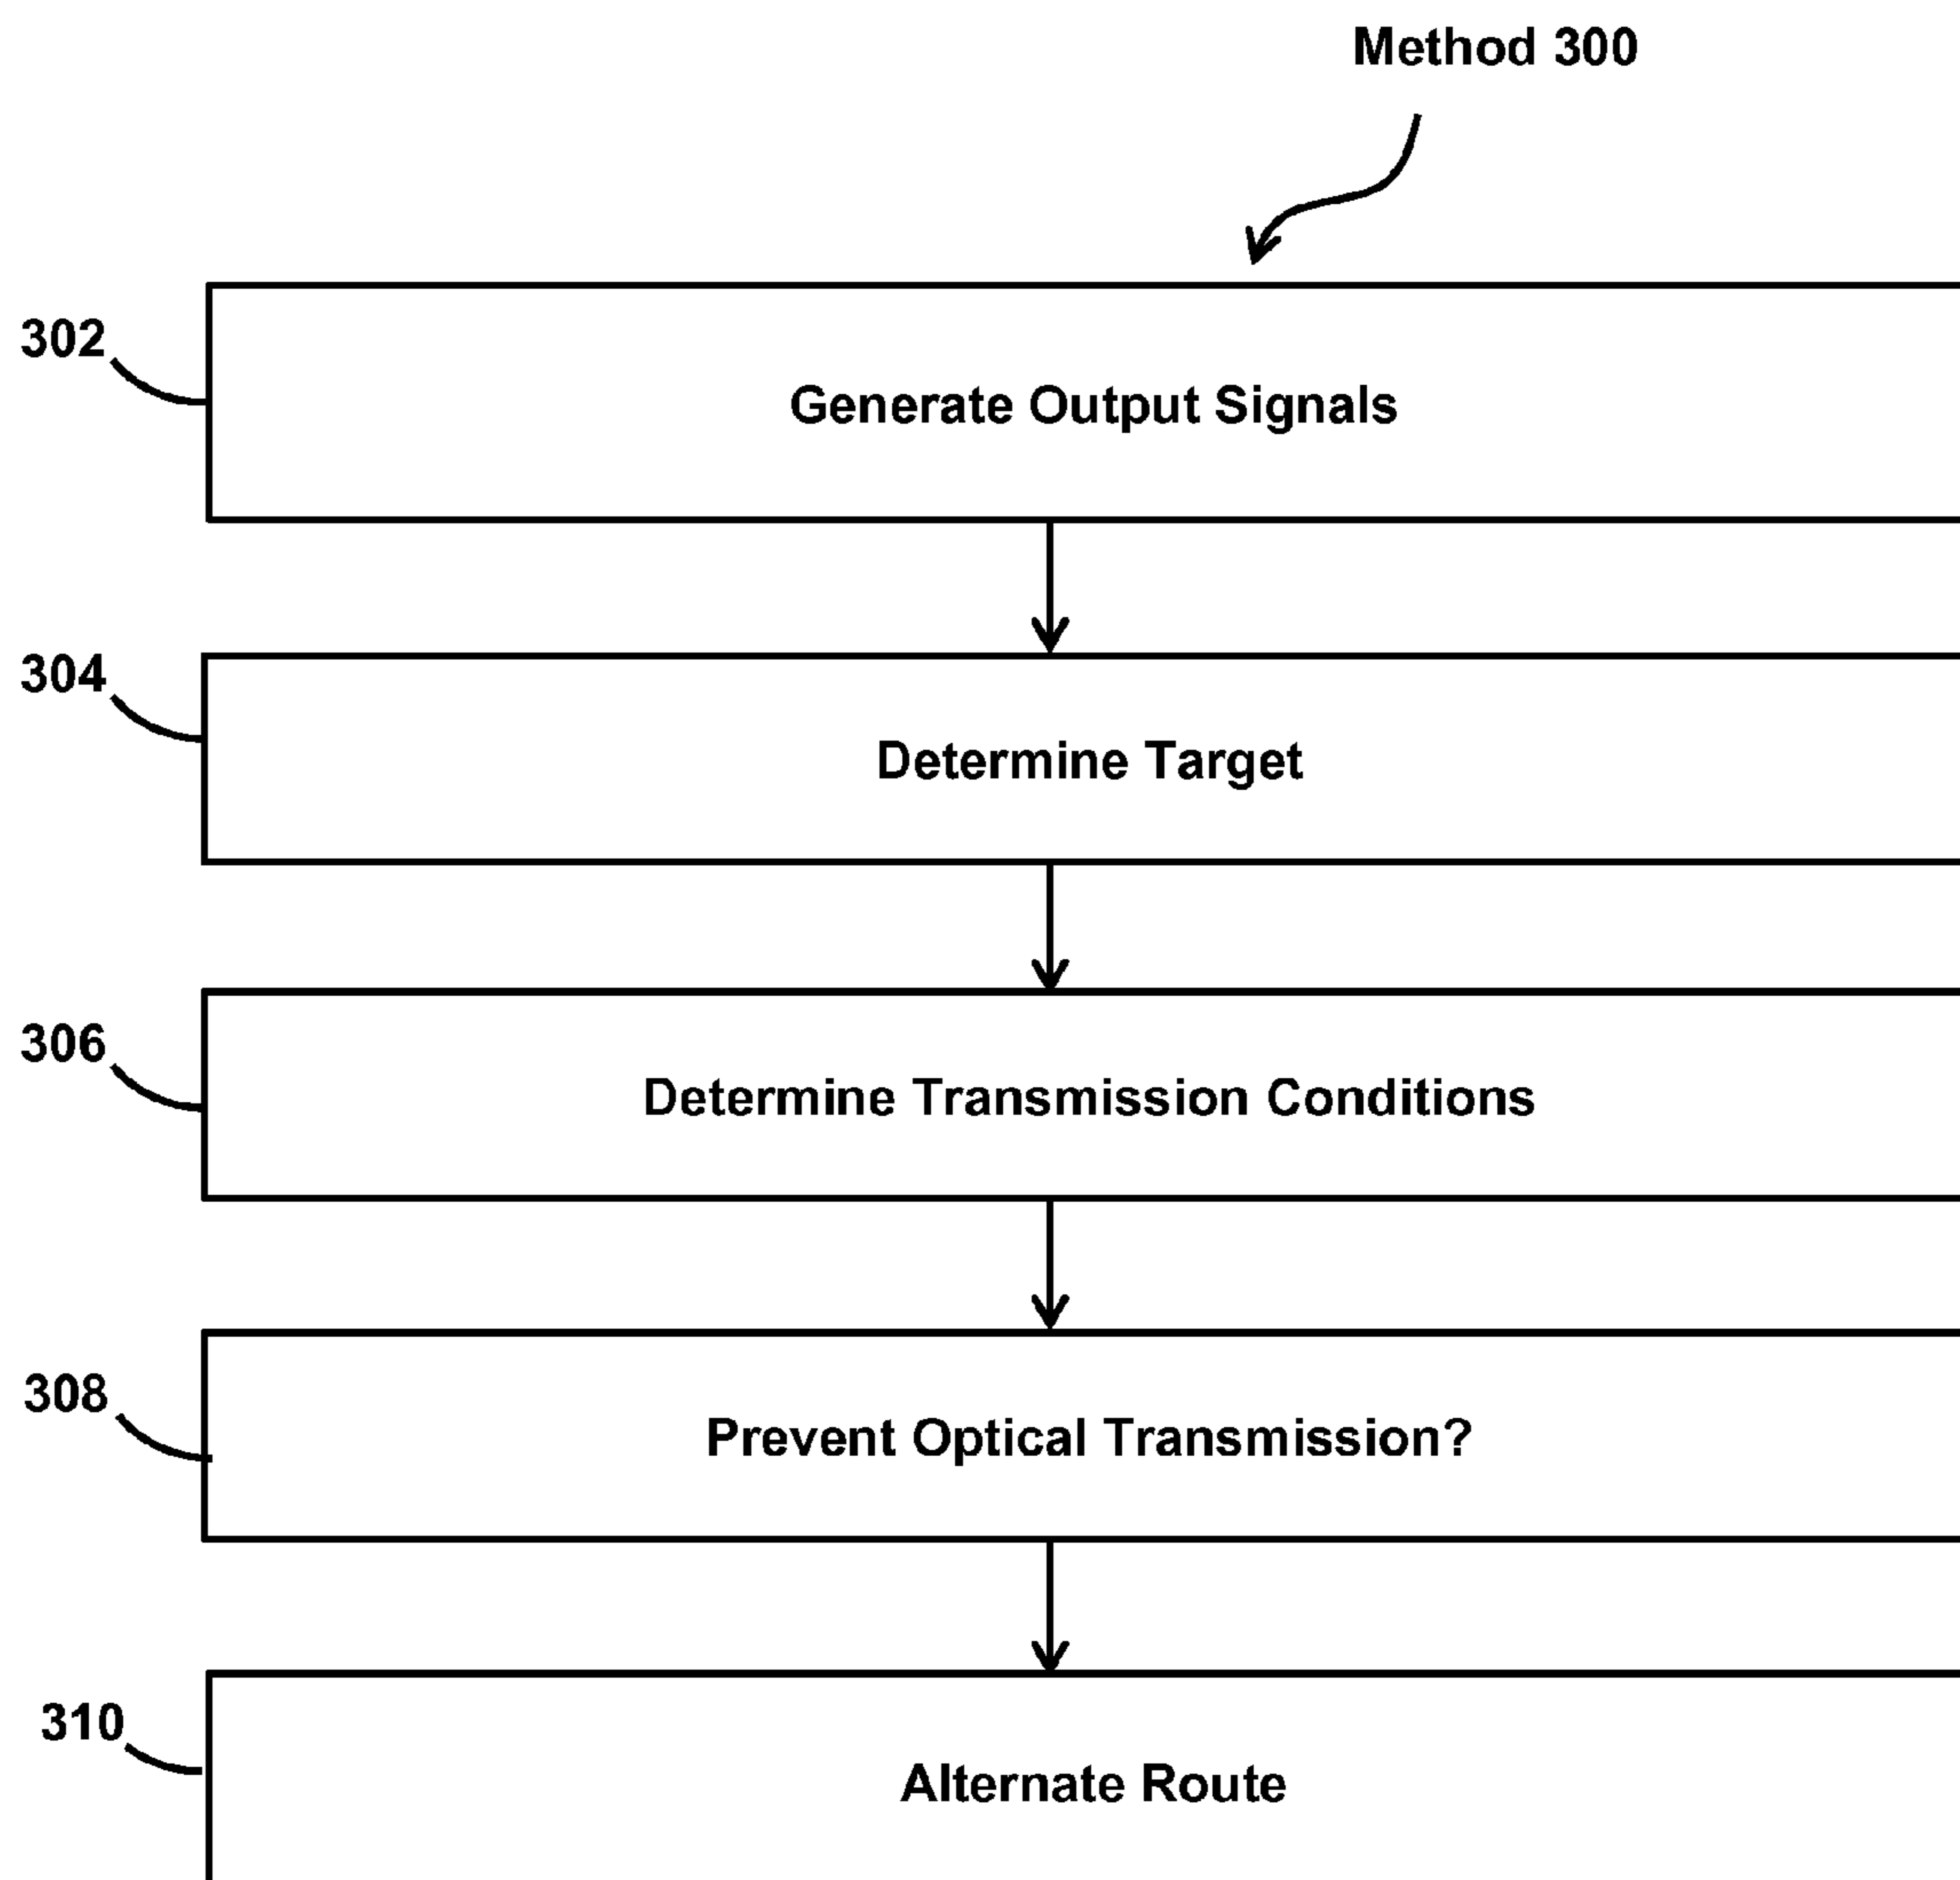 Method 300
302
Generate Output Signals
304
Determine Target
306
Determine Transmission Conditions
308
Prevent Optical Transmission?
310
Alternate Route